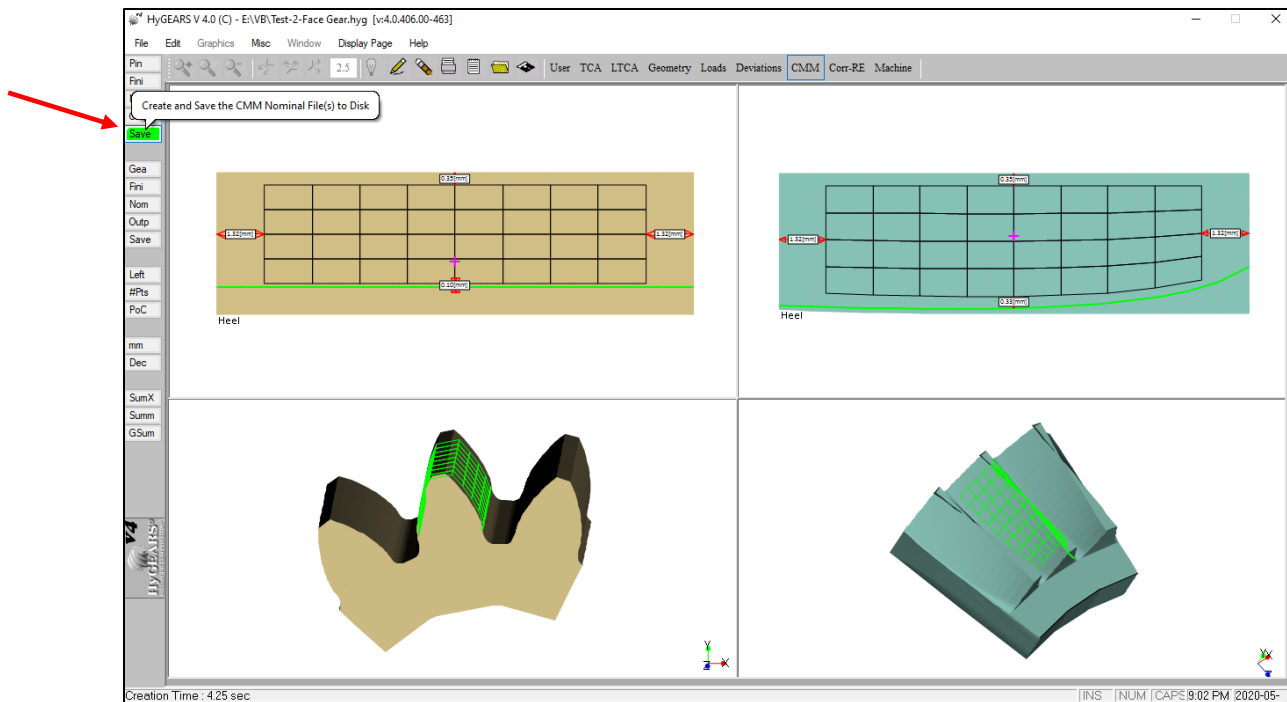 HyGEARS V 4.0 (C) - E:\VB\Test-2-Face Gear.hyg [v:4.0.406.00-463]
File Edit Graphics Misc Window Display Page Help
2.5 User TCA LTCA Geometry Loads Deviations CMM Corr-RE Machine
Pin
Fini
Create and Save the CMM Nominal File(s) to Disk
Save
Gea
Fini
Nom
Outp
Save
Left
#Pts
PoC
mm
Dec
SumX
Summ
GSum
V4
HyGEARS
0.35[mm]
1.32[mm] 1.32[mm]
0.10[mm]
Heel
0.35[mm]
1.32[mm] 1.32[mm]
0.33[mm]
Heel
Y
Z X
Creation Time : 4.25 sec
INS NUM CAPS 9:02 PM 2020-05-